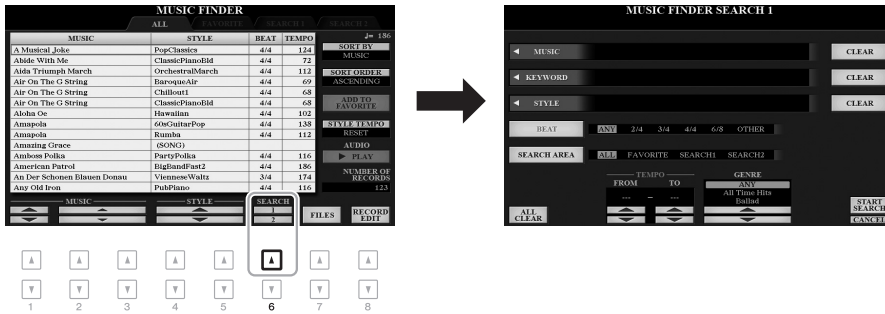 MUSIC FINDER
ALL FAVORITE SEARCH 1 SEARCH 2
♩= 186
MUSIC STYLE BEAT TEMPO
A Musical Joke PopClassics 4/4 124
Abide With Me ClassicPianoBld 4/4 72
Aida Triumph March OrchestralMarch 4/4 112
Air On The G String BaroqueAir 4/4 69
Air On The G String Chillout1 4/4 68
Air On The G String ClassicPianoBld 4/4 68
Aloha Oe Hawaiian 4/4 102
Amapola 60sGuitarPop 4/4 138
Amapola Rumba 4/4 112
Amazing Grace (SONG)
Amboss Polka PartyPolka 4/4 116
American Patrol BigBandFast2 4/4 186
An Der Schonen Blauen Donau VienneseWaltz 3/4 174
Any Old Iron PubPiano 4/4 116
SORT BY
MUSIC
SORT ORDER
ASCENDING
ADD TO
FAVORITE
STYLE TEMPO
RESET
AUDIO
▶ PLAY
NUMBER OF
RECORDS
123
MUSIC STYLE SEARCH
1
2
FILES
RECORD
EDIT
1 2 3 4 5 6 7 8
MUSIC FINDER SEARCH 1
MUSIC CLEAR
KEYWORD CLEAR
STYLE CLEAR
BEAT ANY 2/4 3/4 4/4 6/8 OTHER
SEARCH AREA ALL FAVORITE SEARCH1 SEARCH2
TEMPO GENRE
FROM TO
--- – ---
ANY
All Time Hits
Ballad
ALL
CLEAR
START
SEARCH
CANCEL